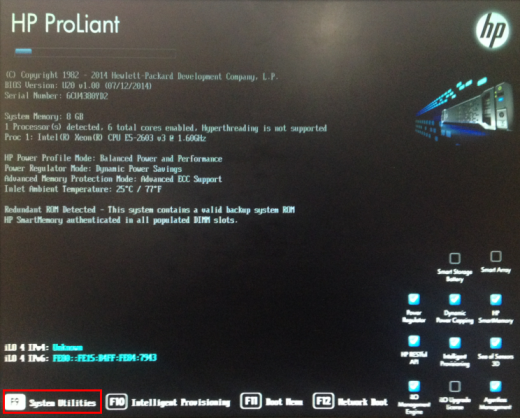 HP ProLiant
hp
(C) Copyright 1982 - 2014 Hewlett-Packard Development Company, L.P.
BIOS Version: U20 v1.00 (07/12/2014)
Serial Number: 6CU4380YD2
System Memory: 8 GB
1 Processor(s) detected, 6 total cores enabled, Hyperthreading is not supported
Proc 1: Intel(R) Xeon(R) CPU E5-2603 v3 @ 1.60GHz
HP Power Profile Mode: Balanced Power and Performance
Power Regulator Mode: Dynamic Power Savings
Advanced Memory Protection Mode: Advanced ECC Support
Inlet Ambient Temperature: 25°C / 77°F
Redundant ROM Detected - This system contains a valid backup system ROM
HP SmartMemory authenticated in all populated DIMM slots.
Smart Storage Battery
Smart Array
Power Regulator
Dynamic Power Capping
HP SmartMemory
HP RESTful API
Intelligent Provisioning
Sea of Sensors 3D
iLO Management Engine
iLO Upgrade
Agentless Management
iLO 4 IPv4: Unknown
iLO 4 IPv6: FE80::FE15:B4FF:FE04:7943
F9 System Utilities
F10 Intelligent Provisioning
F11 Boot Menu
F12 Network Boot